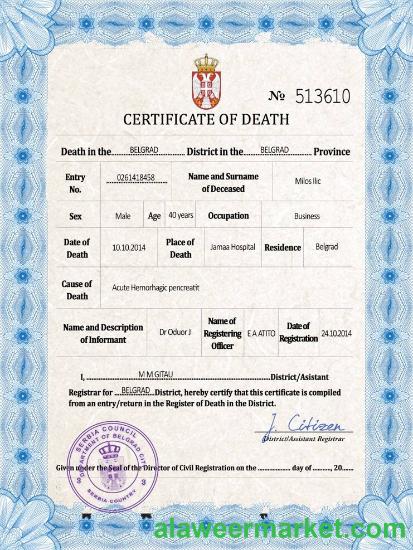 № 513610
CERTIFICATE OF DEATH
Death in the BELGRAD District in the BELGRAD Province
Entry No. 0261418458 Name and Surname of Deceased Milos Ilic
Sex Male Age 40 years Occupation Business
Date of Death 10.10.2014 Place of Death Jamaa Hospital Residence Belgrad
Cause of Death Acute Hemorhagic pencreatit
Name and Description of Informant Dr Oduor J Name of Registering Officer E A ATITO Date of Registration 24.10.2014
I, M M GITAU District/Asistant
Registrar for BELGRAD District, hereby certify that this certificate is compiled
from an entry/return in the Register of Death in the District.
J. Citizen
District/Assistant Registrar
SERBIA COUNCIL
DEPARTMENT OF BELGRAD CITY
SERBIA-COUNTRY
Given under the Seal of the Director of Civil Registration on the ........ day of ........, 20.....
alaweermarket.com